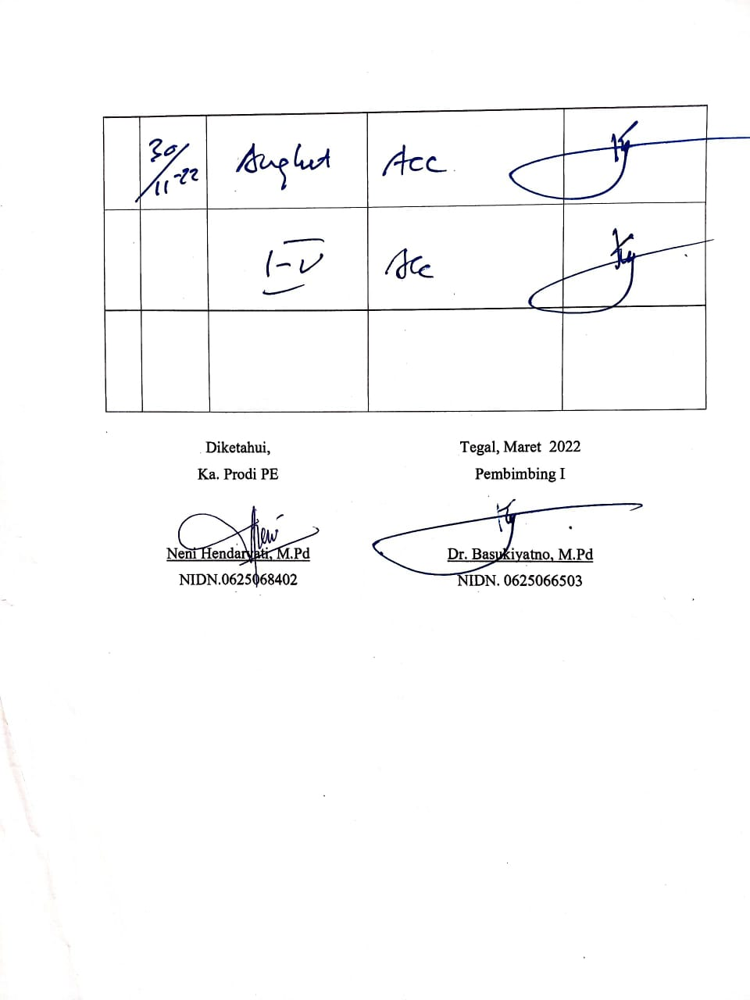 30/11-22 Angket Acc
I-V Acc
Diketahui,
Tegal, Maret 2022
Ka. Prodi PE
Pembimbing I
Neni Hendaryati, M.Pd
Dr. Basukiyatno, M.Pd
NIDN.0625068402
NIDN. 0625066503